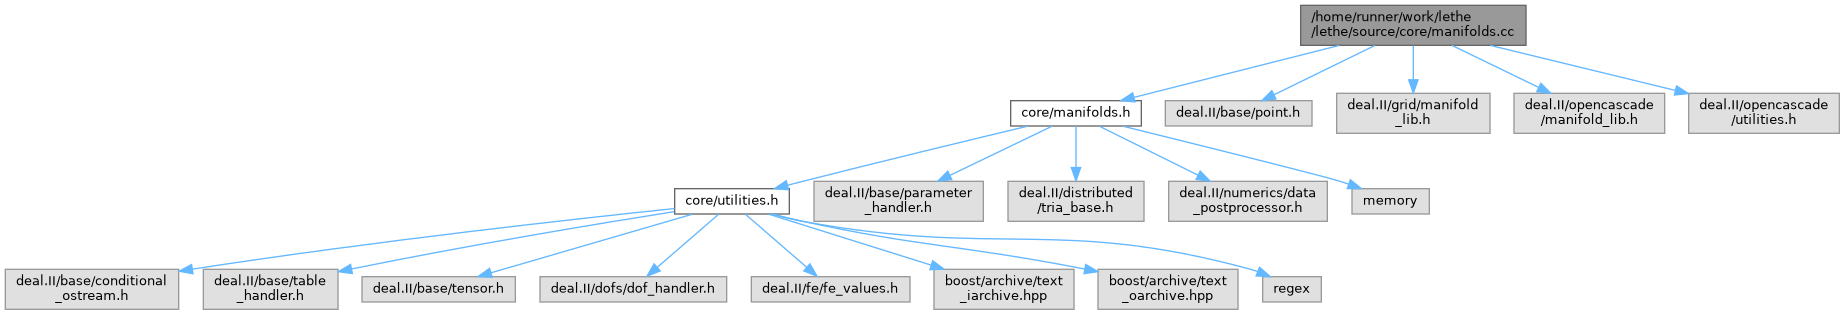 /home/runner/work/lethe
/lethe/source/core/manifolds.cc
core/manifolds.h
deal.II/base/point.h
deal.II/grid/manifold
_lib.h
deal.II/opencascade
/manifold_lib.h
deal.II/opencascade
/utilities.h
core/utilities.h
deal.II/base/parameter
_handler.h
deal.II/distributed
/tria_base.h
deal.II/numerics/data
_postprocessor.h
memory
deal.II/base/conditional
_ostream.h
deal.II/base/table
_handler.h
deal.II/base/tensor.h
deal.II/dofs/dof_handler.h
deal.II/fe/fe_values.h
boost/archive/text
_iarchive.hpp
boost/archive/text
_oarchive.hpp
regex